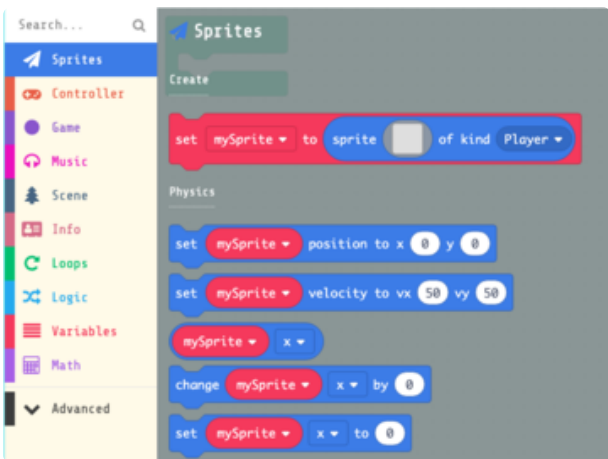 Search...
Sprites
Controller
Game
Music
Scene
Info
Loops
Logic
Variables
Math
Advanced
Sprites
Create
set mySprite to sprite of kind Player
Physics
set mySprite position to x 0 y 0
set mySprite velocity to vx 50 vy 50
mySprite x
change mySprite x by 0
set mySprite x to 0